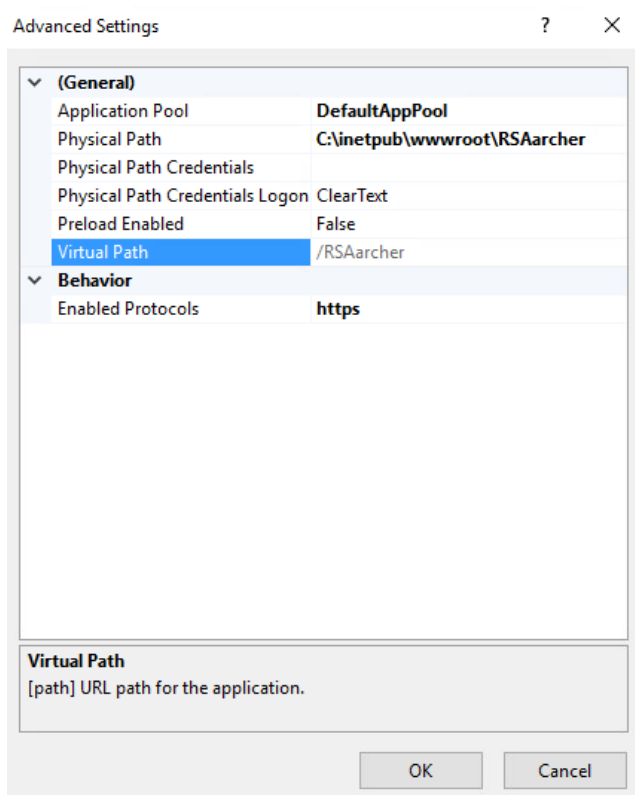 Advanced Settings ?
(General)
Application Pool DefaultAppPool
Physical Path C:\inetpub\wwwroot\RSAarcher
Physical Path Credentials
Physical Path Credentials Logon ClearText
Preload Enabled False
Virtual Path /RSAarcher
Behavior
Enabled Protocols https
Virtual Path
[path] URL path for the application.
OK Cancel